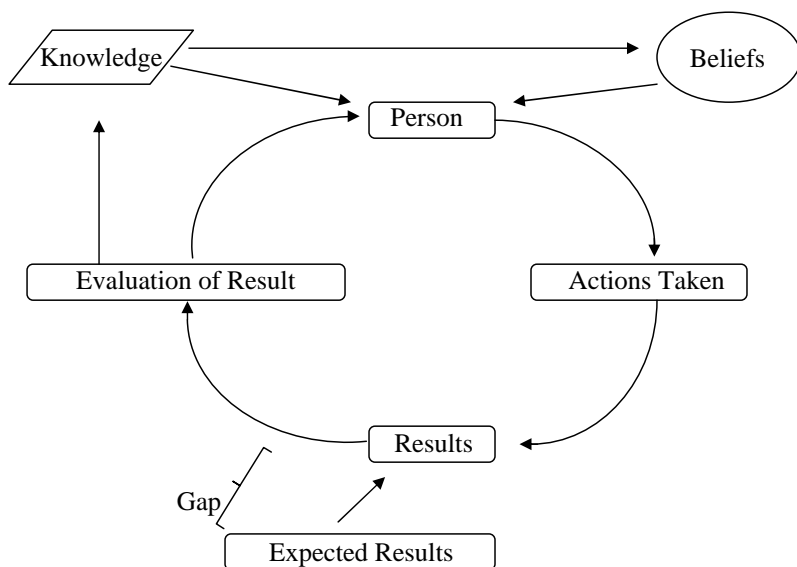 Knowledge
Beliefs
Person
Evaluation of Result
Actions Taken
Results
Gap
Expected Results